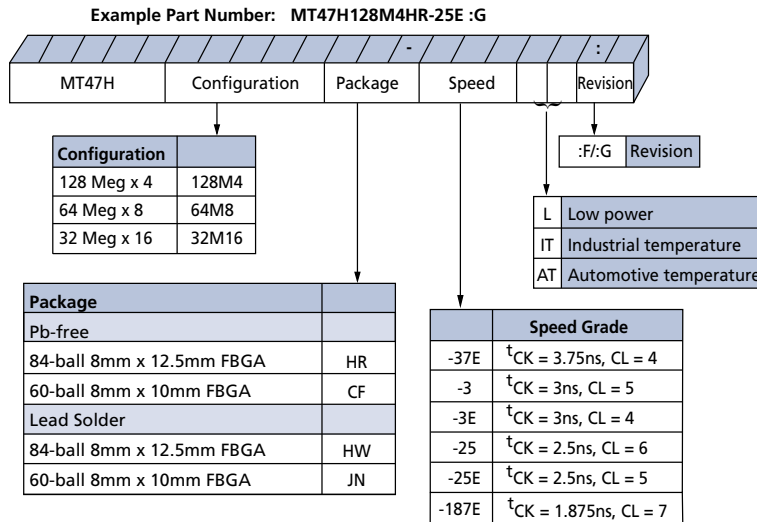 Example Part Number: MT47H128M4HR-25E :G
- :
MT47H Configuration Package Speed Revision
Configuration
128 Meg x 4 128M4
64 Meg x 8 64M8
32 Meg x 16 32M16
:F/:G Revision
L Low power
IT Industrial temperature
AT Automotive temperature
Package
Pb-free
84-ball 8mm x 12.5mm FBGA HR
60-ball 8mm x 10mm FBGA CF
Lead Solder
84-ball 8mm x 12.5mm FBGA HW
60-ball 8mm x 10mm FBGA JN
Speed Grade
-37E tCK = 3.75ns, CL = 4
-3 tCK = 3ns, CL = 5
-3E tCK = 3ns, CL = 4
-25 tCK = 2.5ns, CL = 6
-25E tCK = 2.5ns, CL = 5
-187E tCK = 1.875ns, CL = 7